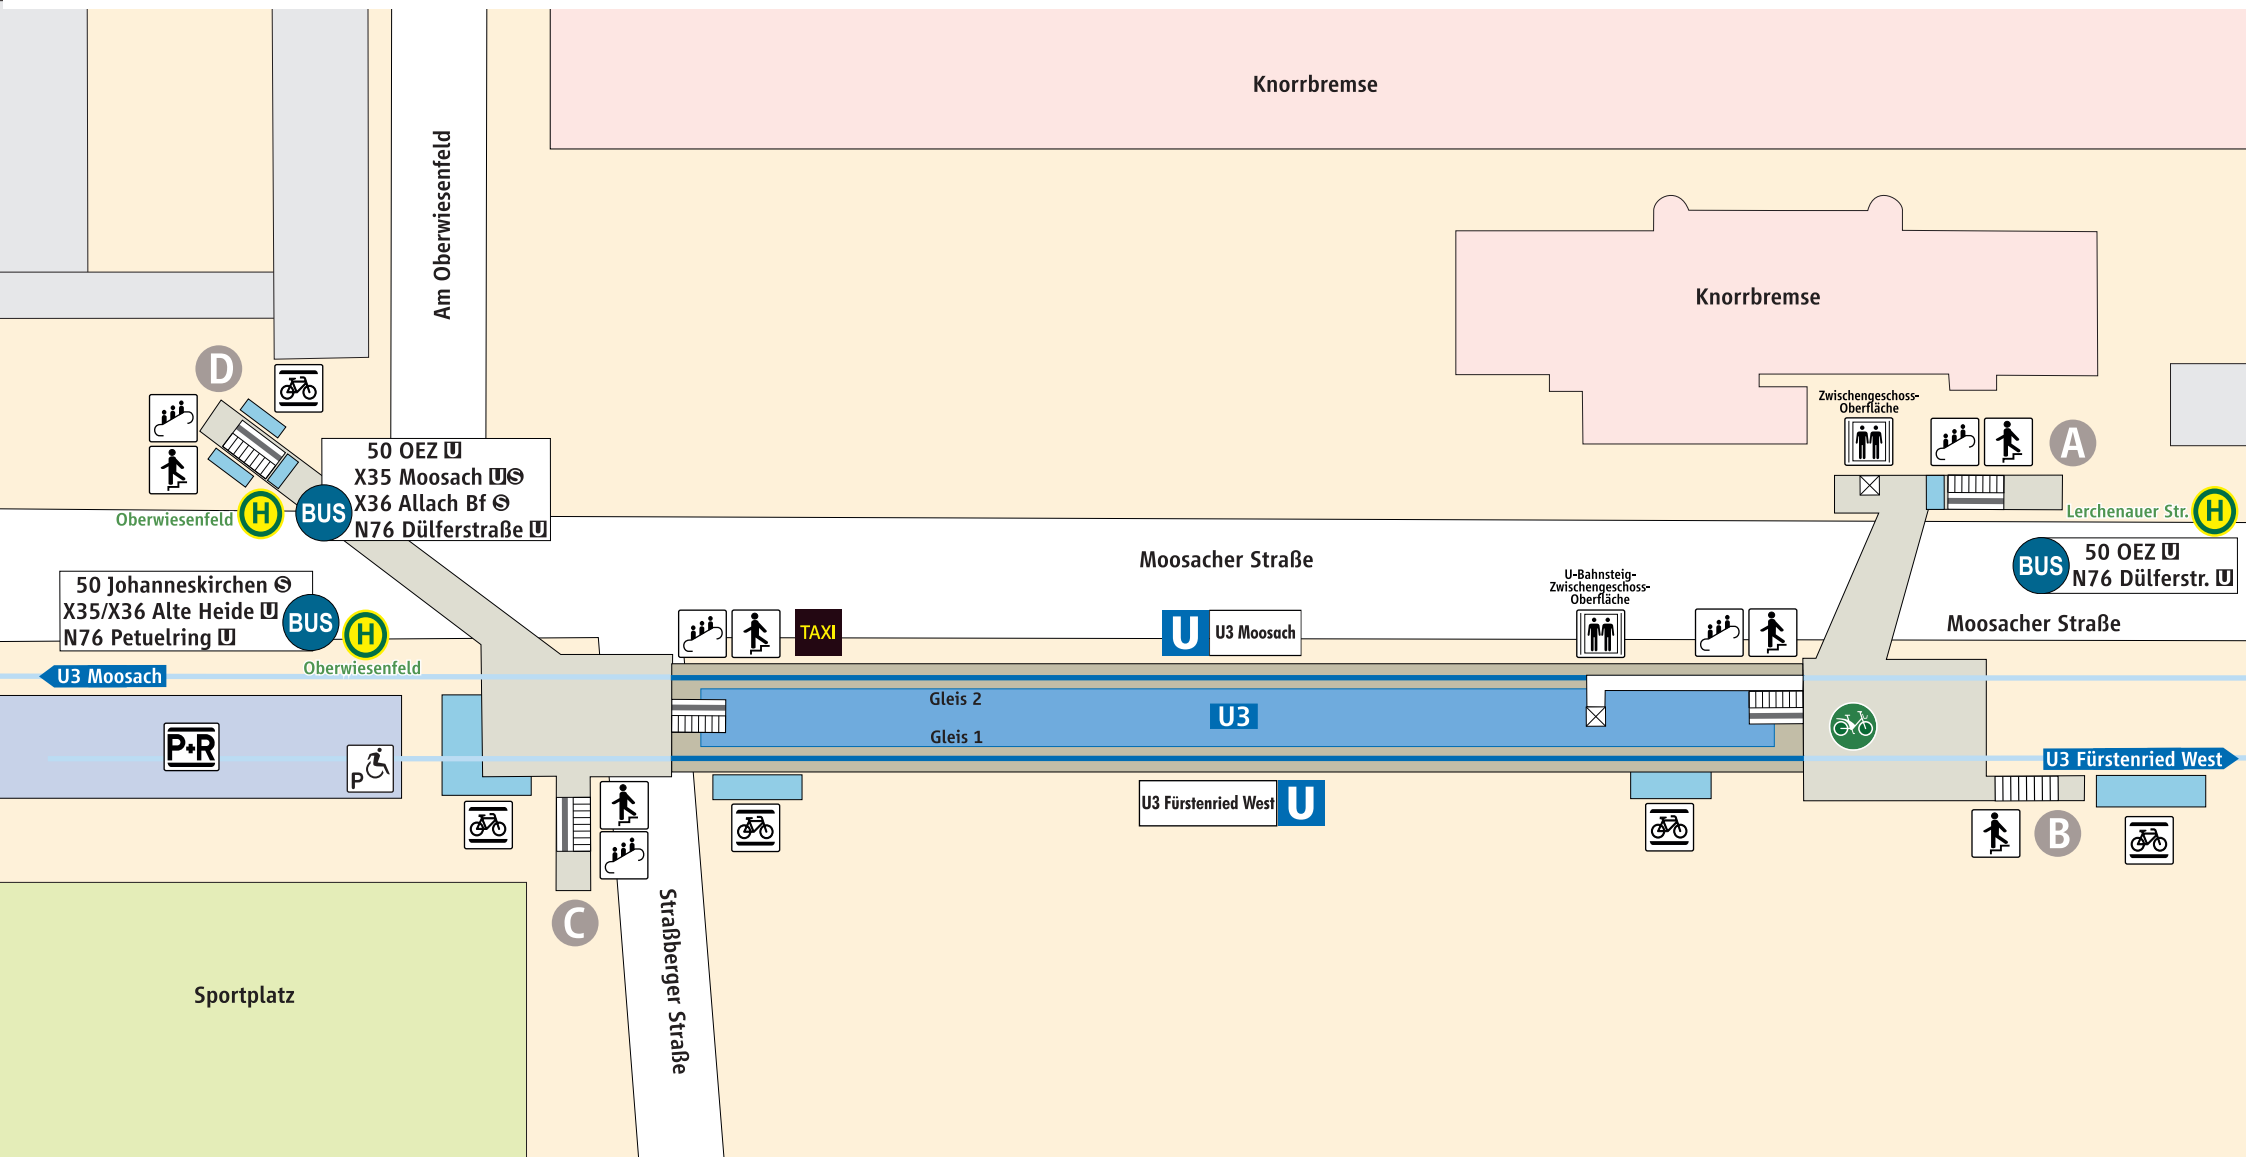 Knorrbremse
Am Oberwiesenfeld
Knorrbremse
D
Zwischengeschoss-
Oberfläche
A
50 OEZ U
X35 Moosach U S
X36 Allach Bf S
N76 Dülferstraße U
BUS
Oberwiesenfeld H
Lerchenauer Str. H
Moosacher Straße
BUS
50 OEZ U
N76 Dülferstr. U
50 Johanneskirchen S
X35/X36 Alte Heide U
N76 Petuelring U
BUS
H
Oberwiesenfeld
U-Bahnsteig-
Zwischengeschoss-
Oberfläche
TAXI
U U3 Moosach
Moosacher Straße
U3 Moosach
Gleis 2
U3
Gleis 1
P+R
P
U3 Fürstenried West
U3 Fürstenried West U
B
C
Straßberger Straße
Sportplatz